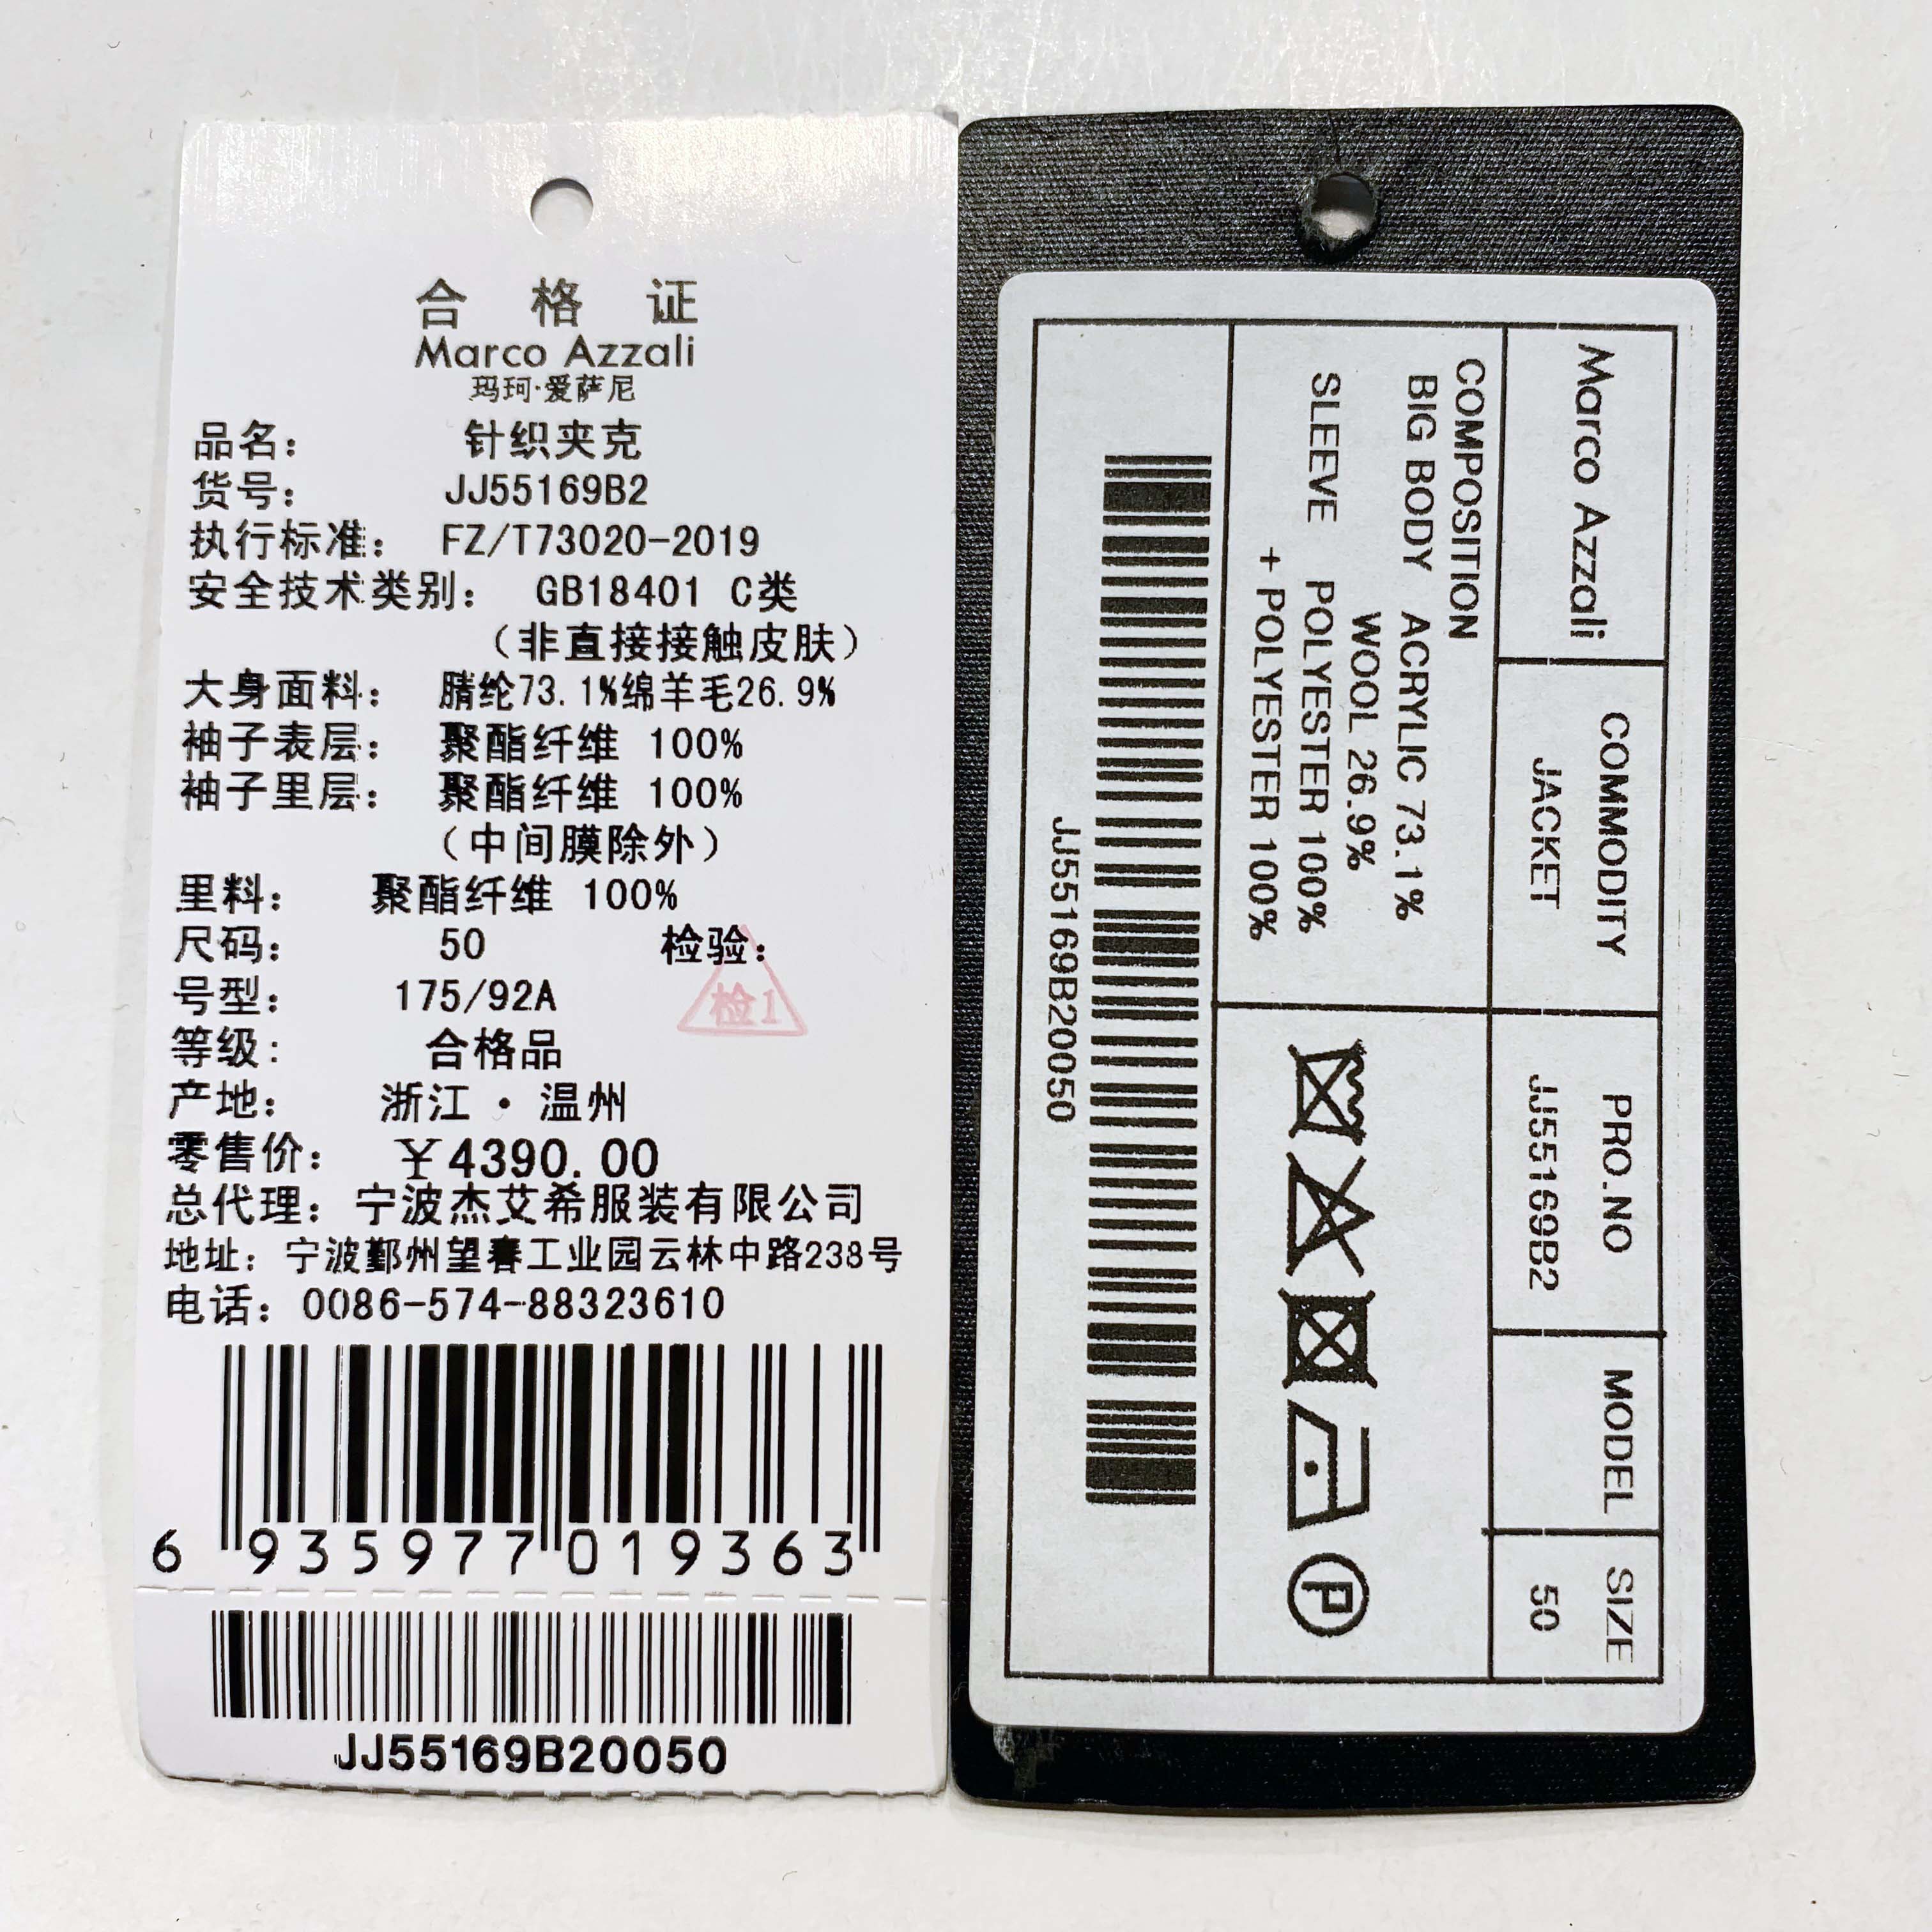 合格证
Marco Azzali
玛珂·爱萨尼
品名： 针织夹克
货号： JJ55169B2
执行标准： FZ/T73020-2019
安全技术类别： GB18401 C类
（非直接接触皮肤）
大身面料： 腈纶73.1%绵羊毛26.9%
袖子表层： 聚酯纤维 100%
袖子里层： 聚酯纤维 100%
（中间膜除外）
里料： 聚酯纤维 100%
尺码： 50 检验：
检1
号型： 175/92A
等级： 合格品
产地： 浙江·温州
零售价： ￥4390.00
总代理：宁波杰艾希服装有限公司
地址：宁波鄞州望春工业园云林中路238号
电话：0086-574-88323610
6 935977 019363
JJ55169B20050
Marco Azzali
COMMODITY
JACKET
PRO.NO
JJ55169B2
MODEL
SIZE
50
COMPOSITION
BIG BODY ACRYLIC 73.1%
WOOL 26.9%
SLEEVE POLYESTER 100%
+ POLYESTER 100%
P
JJ55169B20050